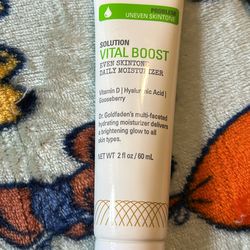 PROBLEM
UNEVEN SKINTONE
SOLUTION
VITAL BOOST
EVEN SKINTONE
DAILY MOISTURIZER
Vitamin D | Hyaluronic Acid |
Gooseberry
Dr. Goldfaden's multi-faceted
hydrating moisturizer delivers
a brightening glow to all
skin types.
NET WT 2 fl oz / 60 mL